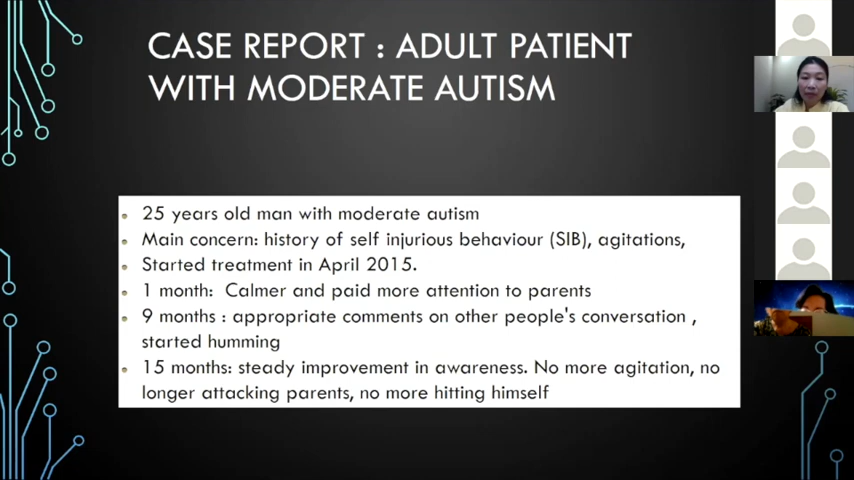 CASE REPORT : ADULT PATIENT
WITH MODERATE AUTISM
25 years old man with moderate autism
Main concern: history of self injurious behaviour (SIB), agitations,
Started treatment in April 2015.
1 month: Calmer and paid more attention to parents
9 months : appropriate comments on other people's conversation ,
started humming
15 months: steady improvement in awareness. No more agitation, no
longer attacking parents, no more hitting himself